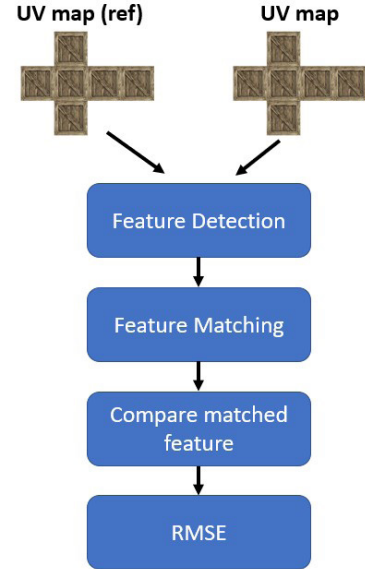 UV map (ref)
UV map
Feature Detection
Feature Matching
Compare matched
feature
RMSE